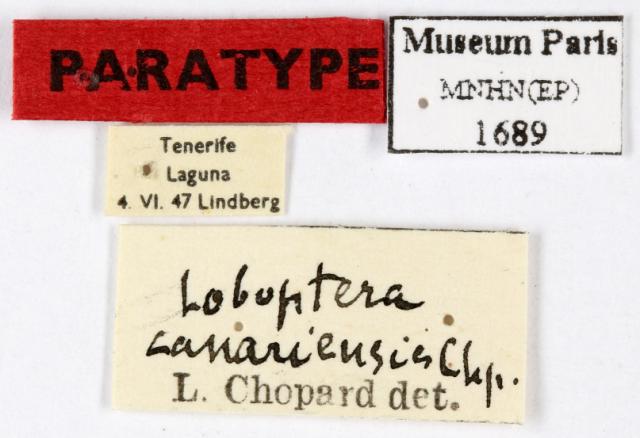 PARATYPE
Museum Paris
MNHN(EP)
1689
Tenerife
Laguna
4. VI. 47 Lindberg
Loboptera
canariensis Chp.
L. Chopard det.